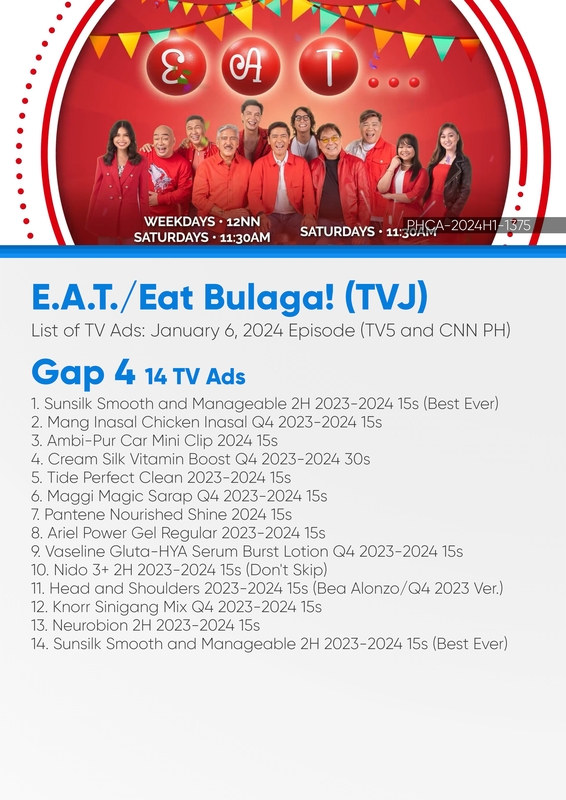 E A T...
WEEKDAYS • 12NN
SATURDAYS • 11:30AM
SATURDAYS • 11:30AM
PHCA-2024H1-1375
E.A.T./Eat Bulaga! (TVJ)
List of TV Ads: January 6, 2024 Episode (TV5 and CNN PH)
Gap 4 14 TV Ads
1. Sunsilk Smooth and Manageable 2H 2023-2024 15s (Best Ever)
2. Mang Inasal Chicken Inasal Q4 2023-2024 15s
3. Ambi-Pur Car Mini Clip 2024 15s
4. Cream Silk Vitamin Boost Q4 2023-2024 30s
5. Tide Perfect Clean 2023-2024 15s
6. Maggi Magic Sarap Q4 2023-2024 15s
7. Pantene Nourished Shine 2024 15s
8. Ariel Power Gel Regular 2023-2024 15s
9. Vaseline Gluta-HYA Serum Burst Lotion Q4 2023-2024 15s
10. Nido 3+ 2H 2023-2024 15s (Don't Skip)
11. Head and Shoulders 2023-2024 15s (Bea Alonzo/Q4 2023 Ver.)
12. Knorr Sinigang Mix Q4 2023-2024 15s
13. Neurobion 2H 2023-2024 15s
14. Sunsilk Smooth and Manageable 2H 2023-2024 15s (Best Ever)